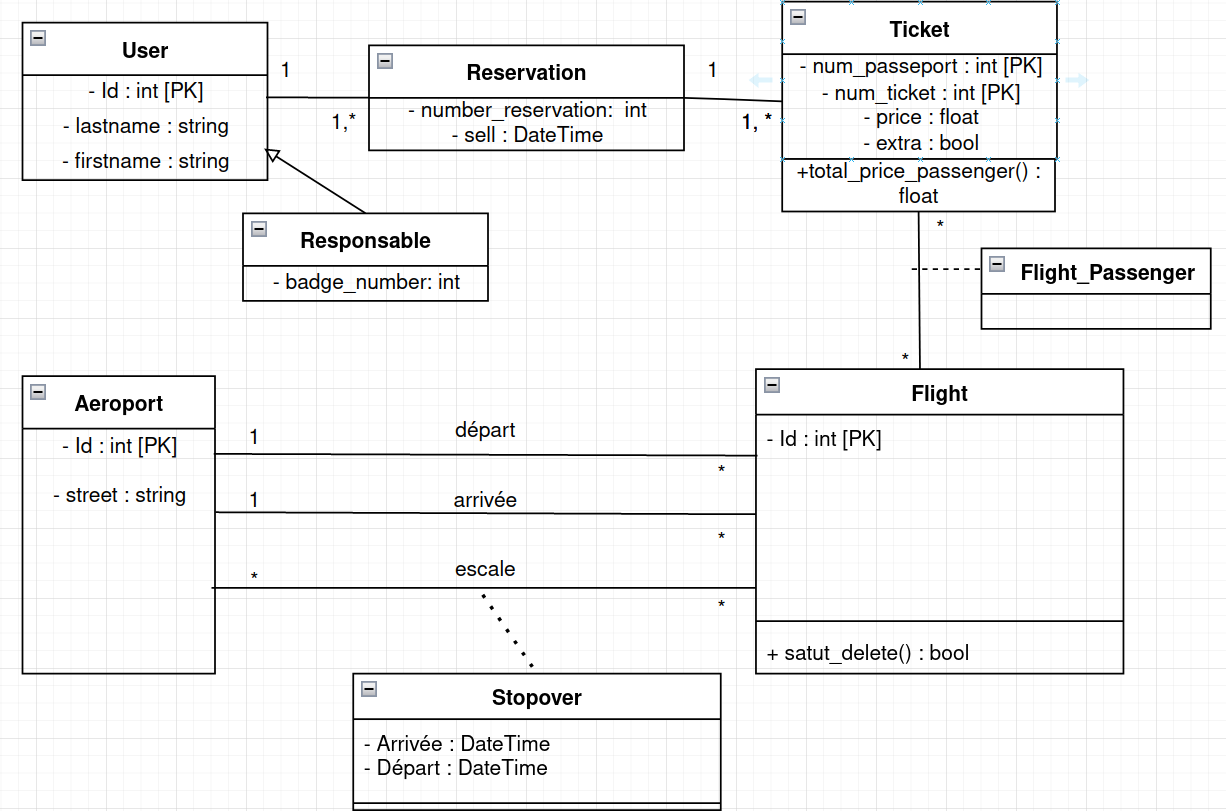 User
- Id : int [PK]
- lastname : string
- firstname : string
1
1,*
Reservation
- number_reservation:  int
- sell : DateTime
1
1, *
Ticket
- num_passeport : int [PK]
- num_ticket : int [PK]
- price : float
- extra : bool
+total_price_passenger() :
float
Responsable
- badge_number: int
*
Flight_Passenger
*
Aeroport
- Id : int [PK]
- street : string
1
départ
*
1
arrivée
*
*
escale
*
Flight
- Id : int [PK]
+ satut_delete() : bool
Stopover
- Arrivée : DateTime
- Départ : DateTime